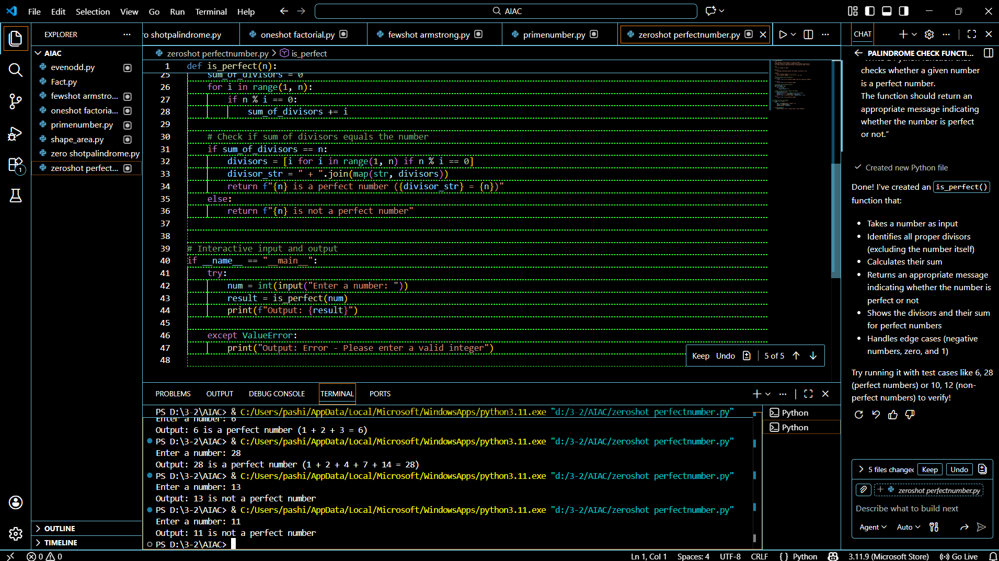 File Edit Selection View Go Run Terminal Help
AIAC
EXPLORER
AIAC
evenodd.py
Fact.py
fewshot armstro...
oneshot factoria...
primenumber.py
shape_area.py
zero shotpalindrome.py
zeroshot perfect...
1
OUTLINE
TIMELINE
ro shotpalindrome.py
oneshot factorial.py
fewshot armstrong.py
primenumber.py
zeroshot perfectnumber.py
zeroshot perfectnumber.py > is_perfect
1 def is_perfect(n):
25 sum_of_divisors = 0
26 for i in range(1, n):
27 if n % i == 0:
28 sum_of_divisors += i
29
30 # Check if sum of divisors equals the number
31 if sum_of_divisors == n:
32 divisors = [i for i in range(1, n) if n % i == 0]
33 divisor_str = " + ".join(map(str, divisors))
34 return f"{n} is a perfect number ({divisor_str} = {n})"
35 else:
36 return f"{n} is not a perfect number"
37
38
39 # Interactive input and output
40 if __name__ == "__main__":
41 try:
42 num = int(input("Enter a number: "))
43 result = is_perfect(num)
44 print(f"Output: {result}")
45
46 except ValueError:
47 print("Output: Error - Please enter a valid integer")
48
Keep Undo 5 of 5
PROBLEMS OUTPUT DEBUG CONSOLE TERMINAL PORTS
PS D:\3-2\AIAC> & C:/Users/pashi/AppData/Local/Microsoft/WindowsApps/python3.11.exe "d:/3-2/AIAC/zeroshot perfectnumber.py"
Enter a number: 6
Output: 6 is a perfect number (1 + 2 + 3 = 6)
PS D:\3-2\AIAC> & C:/Users/pashi/AppData/Local/Microsoft/WindowsApps/python3.11.exe "d:/3-2/AIAC/zeroshot perfectnumber.py"
Enter a number: 28
Output: 28 is a perfect number (1 + 2 + 4 + 7 + 14 = 28)
PS D:\3-2\AIAC> & C:/Users/pashi/AppData/Local/Microsoft/WindowsApps/python3.11.exe "d:/3-2/AIAC/zeroshot perfectnumber.py"
Enter a number: 13
Output: 13 is not a perfect number
PS D:\3-2\AIAC> & C:/Users/pashi/AppData/Local/Microsoft/WindowsApps/python3.11.exe "d:/3-2/AIAC/zeroshot perfectnumber.py"
Enter a number: 11
Output: 11 is not a perfect number
PS D:\3-2\AIAC>
Python
Python
CHAT
PALINDROME CHECK FUNCTI...
"Write a Python function that
checks whether a given number
is a perfect number.
The function should return an
appropriate message indicating
whether the number is perfect
or not."
Created new Python file
Done! I've created an is_perfect()
function that:
• Takes a number as input
• Identifies all proper divisors
(excluding the number itself)
• Calculates their sum
• Returns an appropriate message
indicating whether the number is
perfect or not
• Shows the divisors and their sum
for perfect numbers
• Handles edge cases (negative
numbers, zero, and 1)
Try running it with test cases like 6, 28
(perfect numbers) or 10, 12 (non-
perfect numbers) to verify!
5 files changed Keep Undo
zeroshot perfectnumber.py
Describe what to build next
Agent Auto
0 0
Ln 1, Col 1 Spaces: 4 UTF-8 CRLF { } Python 3.11.9 (Microsoft Store) Go Live